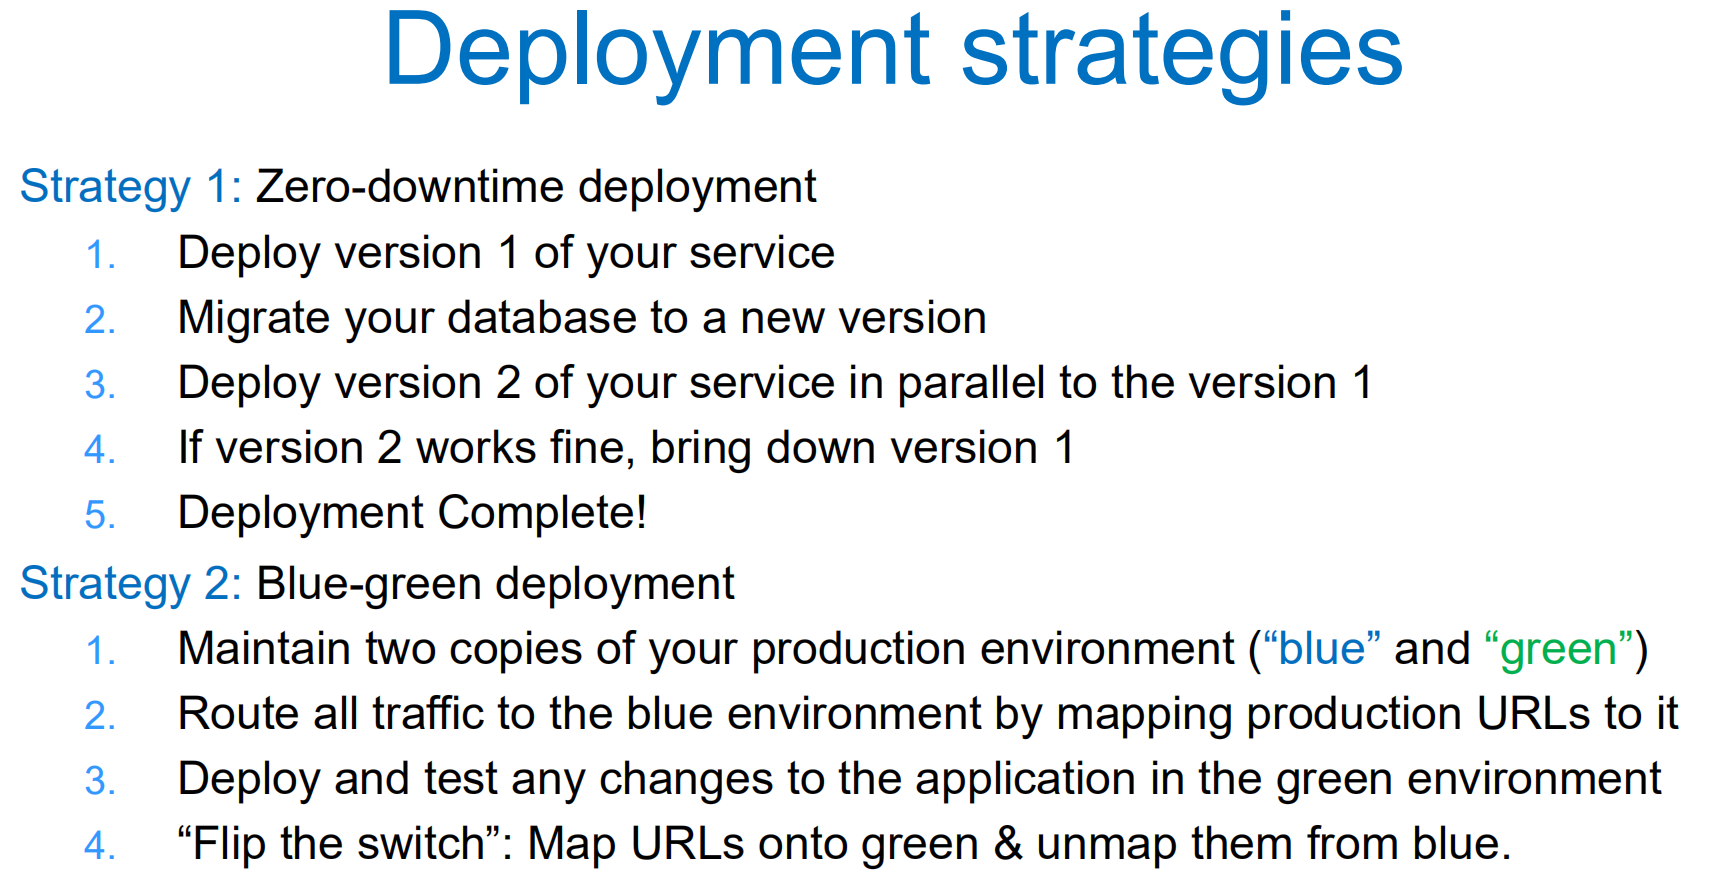 Deployment strategies
Strategy 1: Zero-downtime deployment
1. Deploy version 1 of your service
2. Migrate your database to a new version
3. Deploy version 2 of your service in parallel to the version 1
4. If version 2 works fine, bring down version 1
5. Deployment Complete!
Strategy 2: Blue-green deployment
1. Maintain two copies of your production environment (“blue” and “green”)
2. Route all traffic to the blue environment by mapping production URLs to it
3. Deploy and test any changes to the application in the green environment
4. “Flip the switch”: Map URLs onto green & unmap them from blue.